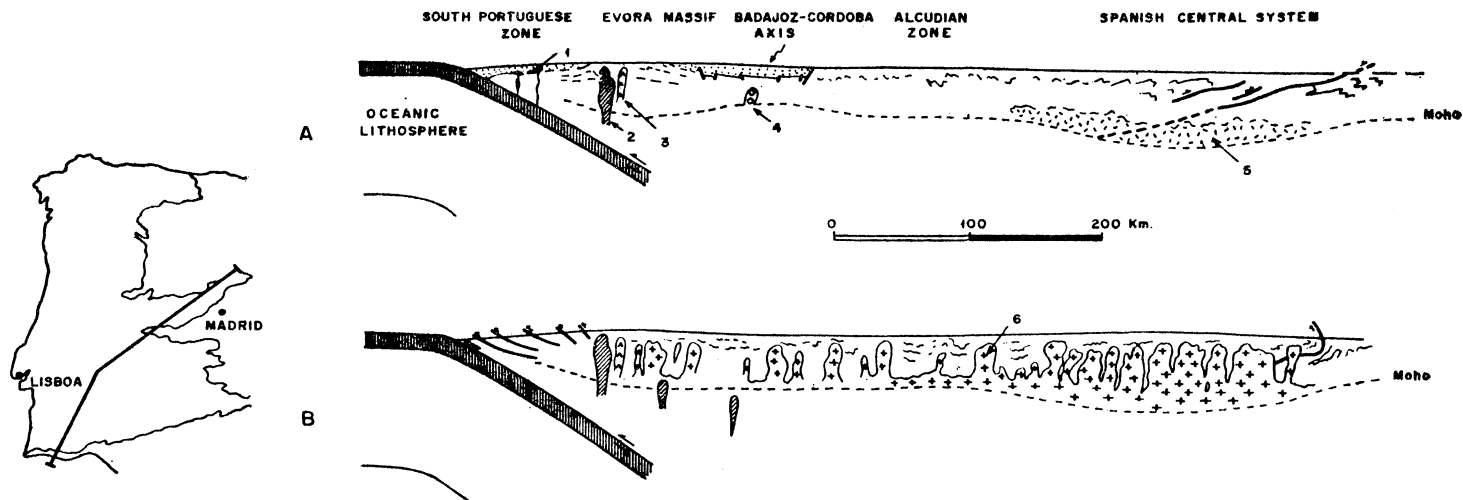 SOUTH PORTUGUESE ZONE
EVORA MASSIF
BADAJOZ-CORDOBA AXIS
ALCUDIAN ZONE
SPANISH CENTRAL SYSTEM
1
OCEANIC LITHOSPHERE
A
2
3
4
5
Moho
0 100 200 Km.
MADRID
LISBOA
6
B
Moho